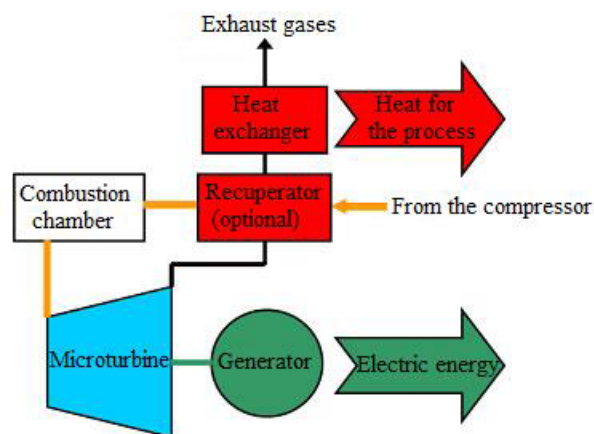 Exhaust gases
Heat
exchanger
Heat for
the process
Combustion
chamber
Recuperator
(optional)
From the compressor
Microturbine
Generator
Electric energy